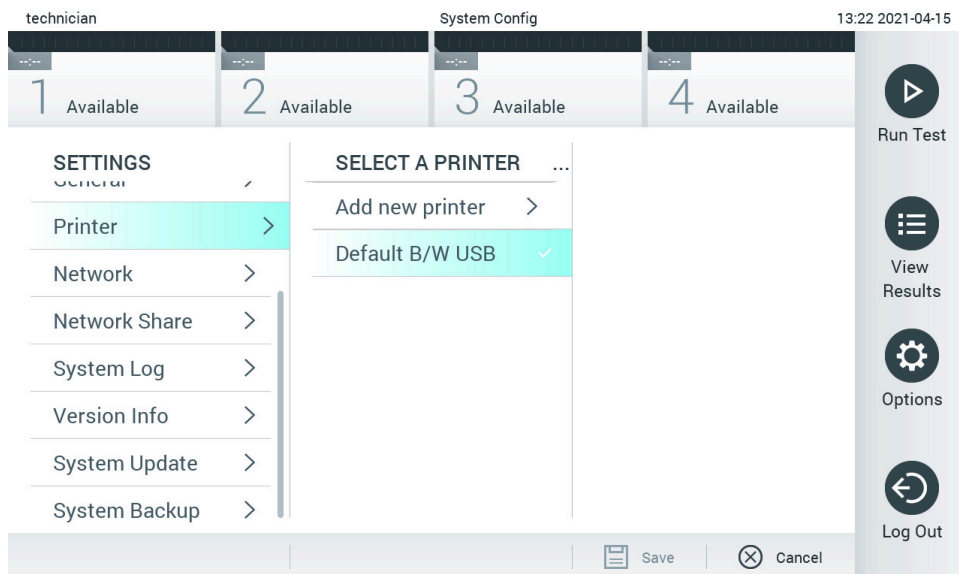 technician
System Config
13:22 2021-04-15
--:--
--:--
--:--
--:--
1 Available
2 Available
3 Available
4 Available
Run Test
SETTINGS
General
Printer
Network
Network Share
System Log
Version Info
System Update
System Backup
SELECT A PRINTER ...
Add new printer
Default B/W USB
View
Results
Options
Log Out
Save
Cancel